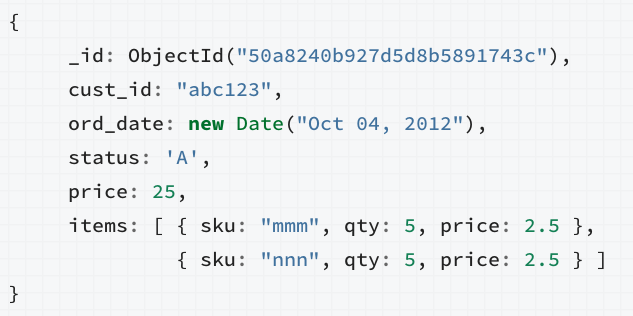 {
     _id: ObjectId("50a8240b927d5d8b5891743c"),
     cust_id: "abc123",
     ord_date: new Date("Oct 04, 2012"),
     status: 'A',
     price: 25,
     items: [ { sku: "mmm", qty: 5, price: 2.5 },
              { sku: "nnn", qty: 5, price: 2.5 } ]
}